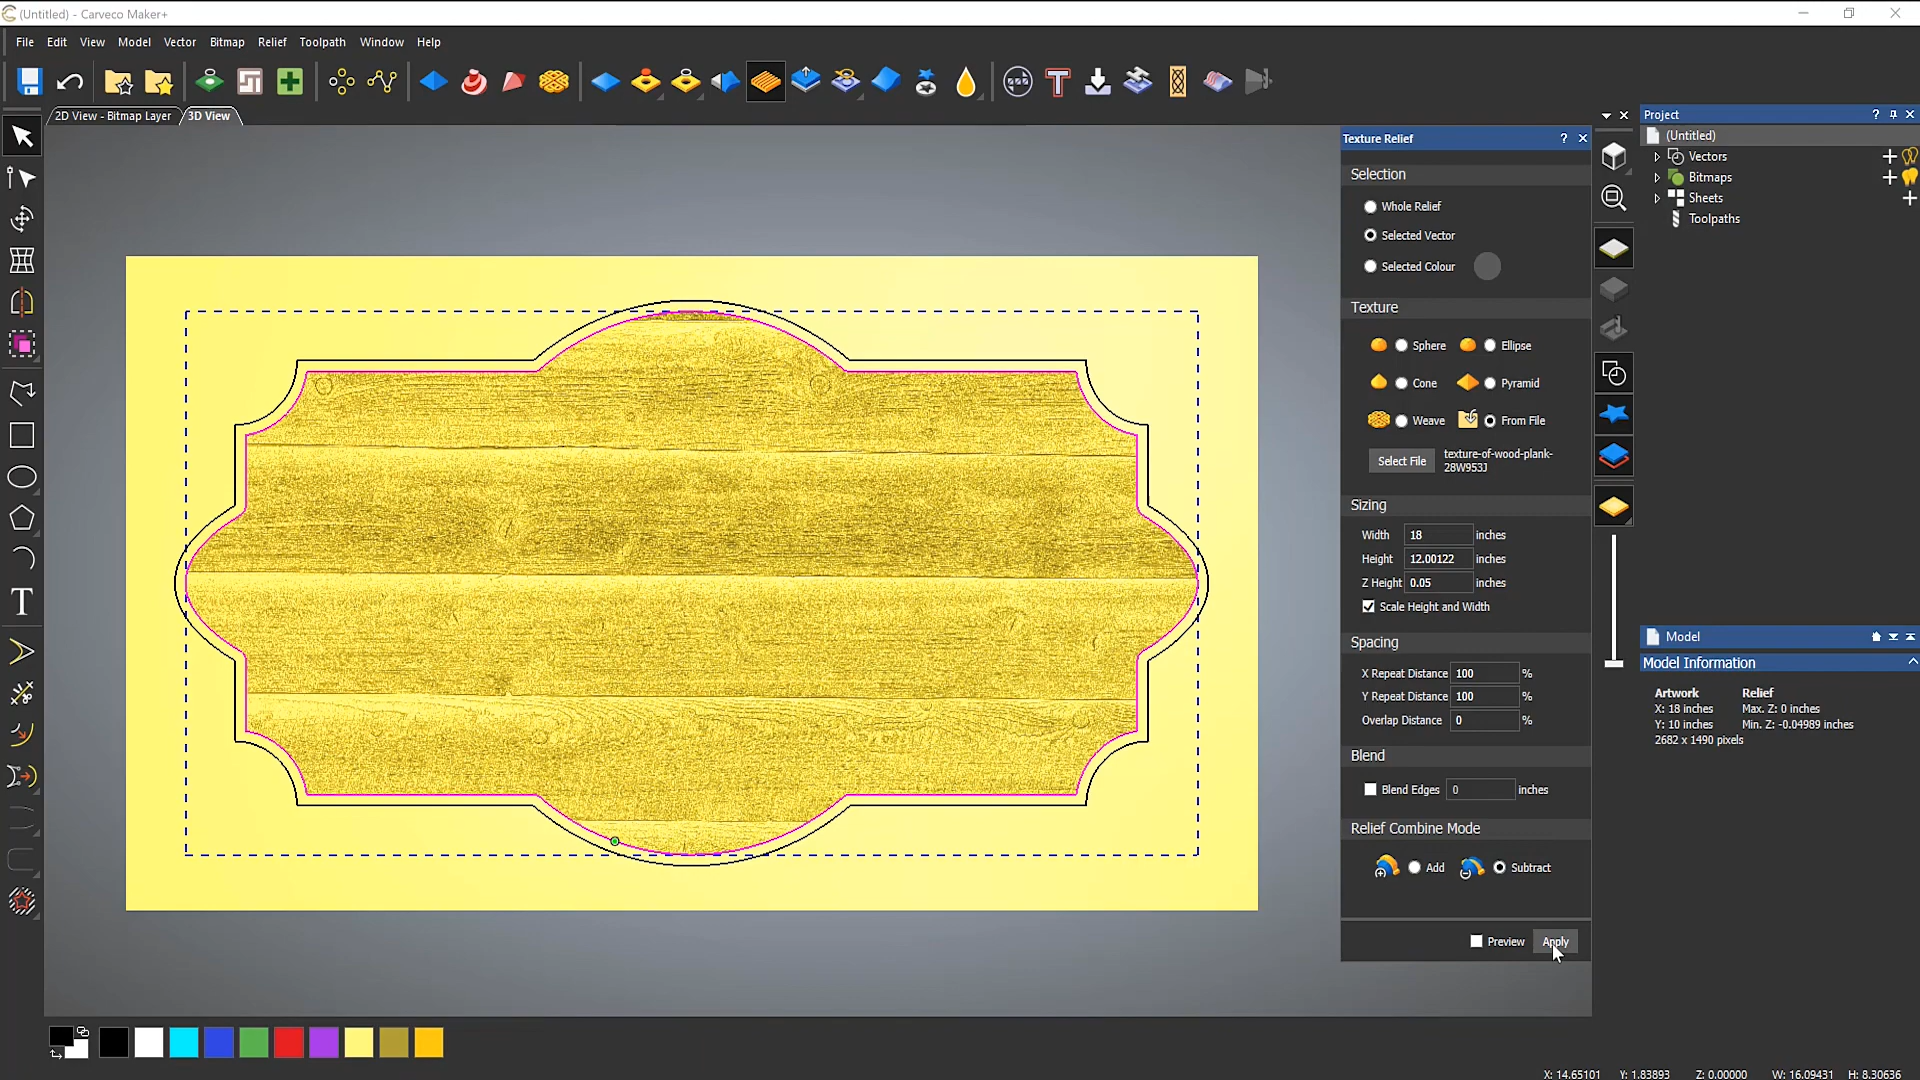 (Untitled) - Carveco Maker+
File Edit View Model Vector Bitmap Relief Toolpath Window Help
2D View - Bitmap Layer 3D View
Texture Relief ?
Selection
Whole Relief
Selected Vector
Selected Colour
Texture
Sphere Ellipse
Cone Pyramid
Weave From File
Select File texture-of-wood-plank-
28W953J
Sizing
Width 18 inches
Height 12.00122 inches
Z Height 0.05 inches
Scale Height and Width
Spacing
X Repeat Distance 100 %
Y Repeat Distance 100 %
Overlap Distance 0 %
Blend
Blend Edges 0 inches
Relief Combine Mode
Add Subtract
Preview Apply
Project ?
(Untitled)
Vectors
Bitmaps
Sheets
Toolpaths
Model
Model Information
Artwork Relief
X: 18 inches Max. Z: 0 inches
Y: 10 inches Min. Z: -0.04989 inches
2682 x 1490 pixels
X: 14.65101 Y: 1.83893 Z: 0.00000 W: 16.09431 H: 8.30636